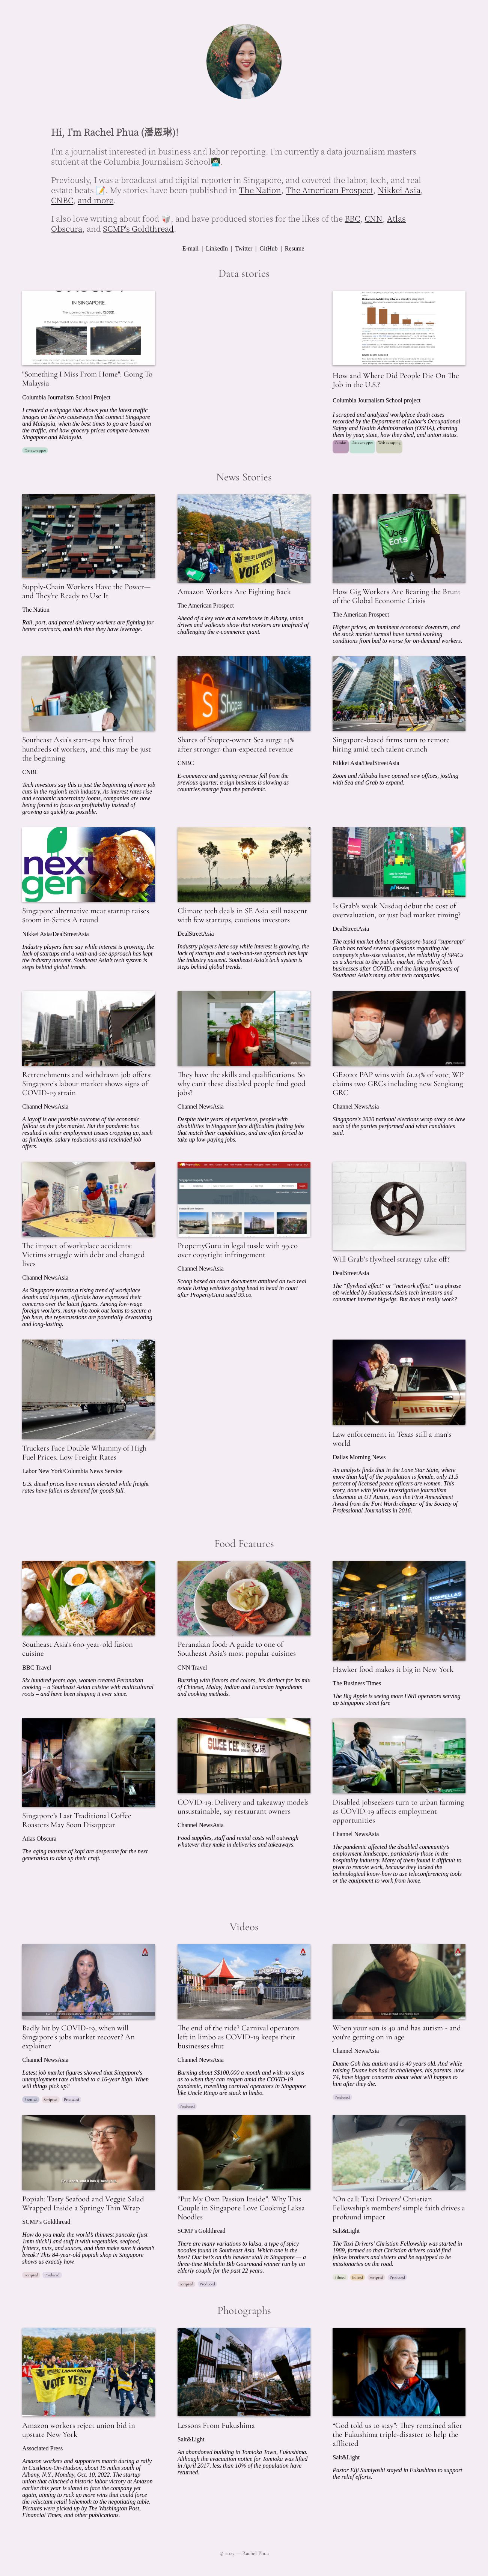 Hi, I'm Rachel Phua (潘恩琳)!
I'm a journalist interested in business and labor reporting. I'm currently a data journalism masters
student at the Columbia Journalism School👩🏻‍💻
Previously, I was a broadcast and digital reporter in Singapore, and covered the labor, tech, and real
estate beats 📝. My stories have been published in The Nation, The American Prospect, Nikkei Asia,
CNBC, and more.
I also love writing about food 🥡, and have produced stories for the likes of the BBC, CNN, Atlas
Obscura, and SCMP's Goldthread.
E-mail | LinkedIn | Twitter | GitHub | Resume
Data stories
IN SINGAPORE,
"Something I Miss From Home": Going To
Malaysia
Columbia Journalism School Project
I created a webpage that shows you the latest traffic
images on the two causeways that connect Singapore
and Malaysia, when the best times to go are based on
the traffic, and how grocery prices compare between
Singapore and Malaysia.
How and Where Did People Die On The
Job in the U.S.?
Columbia Journalism School project
I scraped and analyzed workplace death cases
recorded by the Department of Labor's Occupational
Safety and Health Administration (OSHA), charting
them by year, state, how they died, and union status.
Pandas Datawrapper Web scraping
Datawrapper
News Stories
VOTE YES!
Uber
Eats
Supply-Chain Workers Have the Power—
and They're Ready to Use It
The Nation
Rail, port, and parcel delivery workers are fighting for
better contracts, and this time they have leverage.
Amazon Workers Are Fighting Back
The American Prospect
Ahead of a key vote at a warehouse in Albany, union
drives and walkouts show that workers are unafraid of
challenging the e-commerce giant.
How Gig Workers Are Bearing the Brunt
of the Global Economic Crisis
The American Prospect
Higher prices, an imminent economic downturn, and
the stock market turmoil have turned working
conditions from bad to worse for on-demand workers.
Shopee
Southeast Asia's start-ups have fired
hundreds of workers, and this may be just
the beginning
CNBC
Tech investors say this is just the beginning of more job
cuts in the region's tech industry. As interest rates rise
and economic uncertainty looms, companies are now
being forced to focus on profitability instead of
growing as quickly as possible.
Shares of Shopee-owner Sea surge 14%
after stronger-than-expected revenue
CNBC
E-commerce and gaming revenue fell from the
previous quarter, a sign business is slowing as
countries emerge from the pandemic.
Singapore-based firms turn to remote
hiring amid tech talent crunch
Nikkei Asia/DealStreetAsia
Zoom and Alibaba have opened new offices, jostling
with Sea and Grab to expand.
next
gen
Singapore alternative meat startup raises
$100m in Series A round
Nikkei Asia/DealStreetAsia
Industry players here say while interest is growing, the
lack of startups and a wait-and-see approach has kept
the industry nascent. Southeast Asia's tech system is
steps behind global trends.
Climate tech deals in SE Asia still nascent
with few startups, cautious investors
DealStreetAsia
Industry players here say while interest is growing, the
lack of startups and a wait-and-see approach has kept
the industry nascent. Southeast Asia's tech system is
steps behind global trends.
Is Grab's weak Nasdaq debut the cost of
overvaluation, or just bad market timing?
DealStreetAsia
The tepid market debut of Singapore-based "superapp"
Grab has raised several questions regarding the
company's plus-size valuation, the reliability of SPACs
as a shortcut to the public market, the role of tech
businesses after COVID, and the listing prospects of
Southeast Asia's many other tech companies.
Retrenchments and withdrawn job offers:
Singapore's labour market shows signs of
COVID-19 strain
Channel NewsAsia
A layoff is one possible outcome of the economic
fallout on the jobs market. But the pandemic has
resulted in other employment issues cropping up, such
as furloughs, salary reductions and rescinded job
offers.
They have the skills and qualifications. So
why can't these disabled people find good
jobs?
Channel NewsAsia
Despite their years of experience, people with
disabilities in Singapore face difficulties finding jobs
that match their capabilities, and are often forced to
take up low-paying jobs.
GE2020: PAP wins with 61.24% of vote; WP
claims two GRCs including new Sengkang
GRC
Channel NewsAsia
Singapore's 2020 national elections wrap story on how
each of the parties performed and what candidates
said.
The impact of workplace accidents:
Victims struggle with debt and changed
lives
Channel NewsAsia
As Singapore records a rising trend of workplace
deaths and injuries, officials have expressed their
concerns over the latest figures. Among low-wage
foreign workers, many who took out loans to secure a
job here, the repercussions are potentially devastating
and long-lasting.
PropertyGuru in legal tussle with 99.co
over copyright infringement
Channel NewsAsia
Scoop based on court documents attained on two real
estate listing websites going head to head in court
after PropertyGuru sued 99.co.
Will Grab's flywheel strategy take off?
DealStreetAsia
The “flywheel effect” or “network effect” is a phrase
oft-wielded by Southeast Asia's tech investors and
consumer internet bigwigs. But does it really work?
SHERIFF
Truckers Face Double Whammy of High
Fuel Prices, Low Freight Rates
Labor New York/Columbia News Service
U.S. diesel prices have remain elevated while freight
rates have fallen as demand for goods fall.
Law enforcement in Texas still a man's
world
Dallas Morning News
An analysis finds that in the Lone Star State, where
more than half of the population is female, only 11.5
percent of licensed peace officers are women. This
story, done with fellow investigative journalism
classmate at UT Austin, won the First Amendment
Award from the Fort Worth chapter of the Society of
Professional Journalists in 2016.
Food Features
Southeast Asia's 600-year-old fusion
cuisine
BBC Travel
Six hundred years ago, women created Peranakan
cooking – a Southeast Asian cuisine with multicultural
roots – and have been shaping it ever since.
Peranakan food: A guide to one of
Southeast Asia's most popular cuisines
CNN Travel
Bursting with flavors and colors, it's distinct for its mix
of Chinese, Malay, Indian and Eurasian ingredients
and cooking methods.
Hawker food makes it big in New York
The Business Times
The Big Apple is seeing more F&B operators serving
up Singapore street fare
GUIKEE
Singapore's Last Traditional Coffee
Roasters May Soon Disappear
Atlas Obscura
The aging masters of kopi are desperate for the next
generation to take up their craft.
COVID-19: Delivery and takeaway models
unsustainable, say restaurant owners
Channel NewsAsia
Food supplies, staff and rental costs will outweigh
whatever they make in deliveries and takeaways.
Disabled jobseekers turn to urban farming
as COVID-19 affects employment
opportunities
Channel NewsAsia
The pandemic affected the disabled community's
employment landscape, particularly those in the
hospitality industry. Many of them found it difficult to
pivot to remote work, because they lacked the
technological know-how to use teleconferencing tools
or the equipment to work from home.
Videos
Badly hit by COVID-19, when will
Singapore's jobs market recover? An
explainer
Channel NewsAsia
Latest job market figures showed that Singapore's
unemployment rate climbed to a 16-year high. When
will things pick up?
Scripted Produced
The end of the ride? Carnival operators
left in limbo as COVID-19 keeps their
businesses shut
Channel NewsAsia
Burning about S$100,000 a month and with no signs
as to when they can reopen amid the COVID-19
pandemic, travelling carnival operators in Singapore
like Uncle Ringo are stuck in limbo.
Produced
When your son is 40 and has autism - and
you're getting on in age
Channel NewsAsia
Duane Goh has autism and is 40 years old. And while
raising Duane has had its challenges, his parents, now
74, have bigger concerns about what will happen to
him after they die.
Produced
Popiah: Tasty Seafood and Veggie Salad
Wrapped Inside a Springy Thin Wrap
SCMP's Goldthread
How do you make the world's thinnest pancake (just
1mm thick!) and stuff it with vegetables, seafood,
fritters, nuts, and sauces, and then make sure it doesn't
break? This 84-year-old popiah shop in Singapore
shows us exactly how.
Scripted Produced
“Put My Own Passion Inside”: Why This
Couple in Singapore Love Cooking Laksa
Noodles
SCMP's Goldthread
There are many variations to laksa, a type of spicy
noodles found in Southeast Asia. Which one is the
best? Our bet's on this hawker stall in Singapore -- a
three-time Michelin Bib Gourmand winner run by an
elderly couple for the past 22 years.
Scripted Produced
“On call: Taxi Drivers' Christian
Fellowship's members' simple faith drives a
profound impact
Salt&Light
The Taxi Drivers' Christian Fellowship was started in
1989, formed so that Christian drivers could find
fellow brothers and sisters and be equipped to be
missionaries on the roads.
Filmed Edited Scripted Produced
Photographs
VOTE YES!
Amazon workers reject union bid in
upstate New York
Associated Press
Amazon workers and supporters march during a rally
in Castleton-On-Hudson, about 15 miles south of
Albany, N.Y., Monday, Oct. 10, 2022. The startup
union that clinched a historic labor victory at Amazon
earlier this year is slated to face the company yet
again, aiming to rack up more wins that could force
the reluctant retail behemoth to the negotiating table.
Pictures were picked up by The Washington Post,
Financial Times, and other publications.
Lessons From Fukushima
Salt&Light
An abandoned building in Tomioka Town, Fukushima.
Although the evacuation notice for Tomioka was lifted
in April 2017, less than 10% of the population have
returned.
“God told us to stay”: They remained after
the Fukushima triple-disaster to help the
afflicted
Salt&Light
Pastor Eiji Sumiyoshi stayed in Fukushima to support
the relief efforts.
© 2023 — Rachel Phua